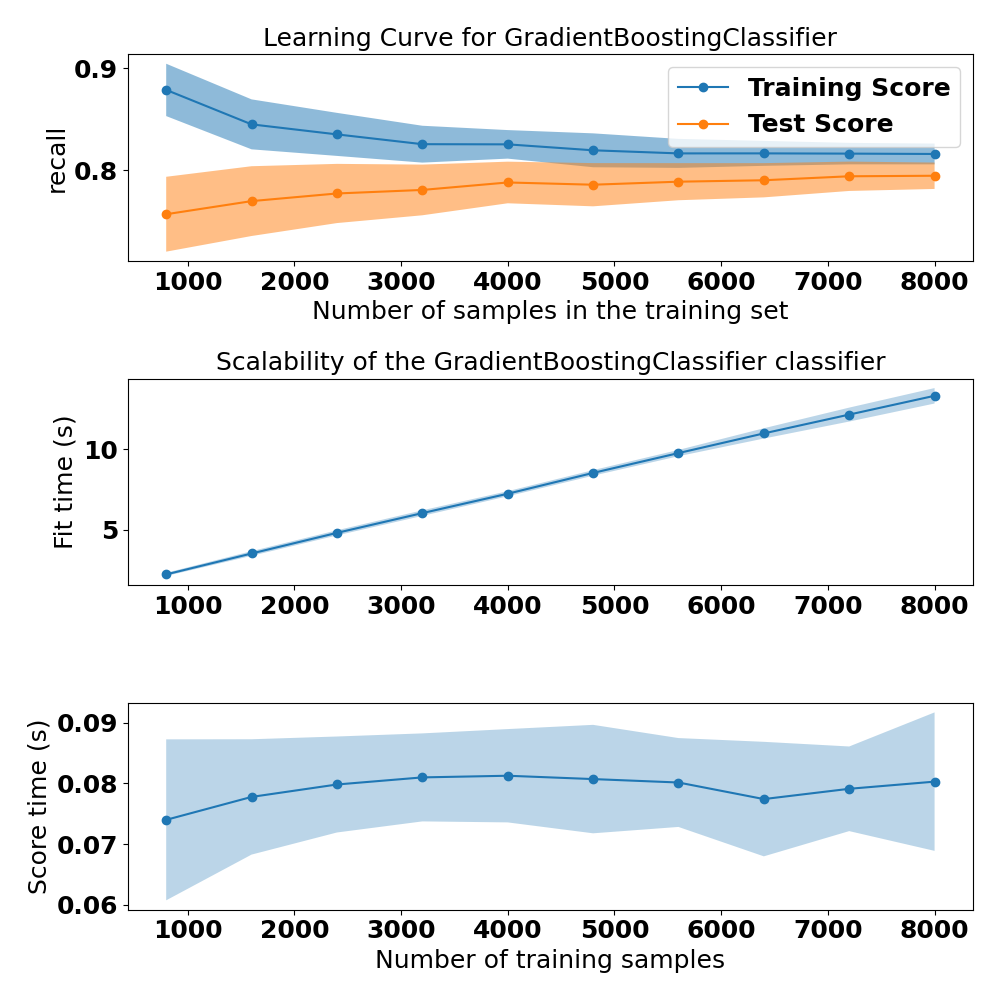 Learning Curve for GradientBoostingClassifier
0.9
0.8
recall
Training Score
Test Score
1000 2000 3000 4000 5000 6000 7000 8000
Number of samples in the training set
Scalability of the GradientBoostingClassifier classifier
10
5
Fit time (s)
1000 2000 3000 4000 5000 6000 7000 8000
0.09
0.08
0.07
0.06
Score time (s)
1000 2000 3000 4000 5000 6000 7000 8000
Number of training samples